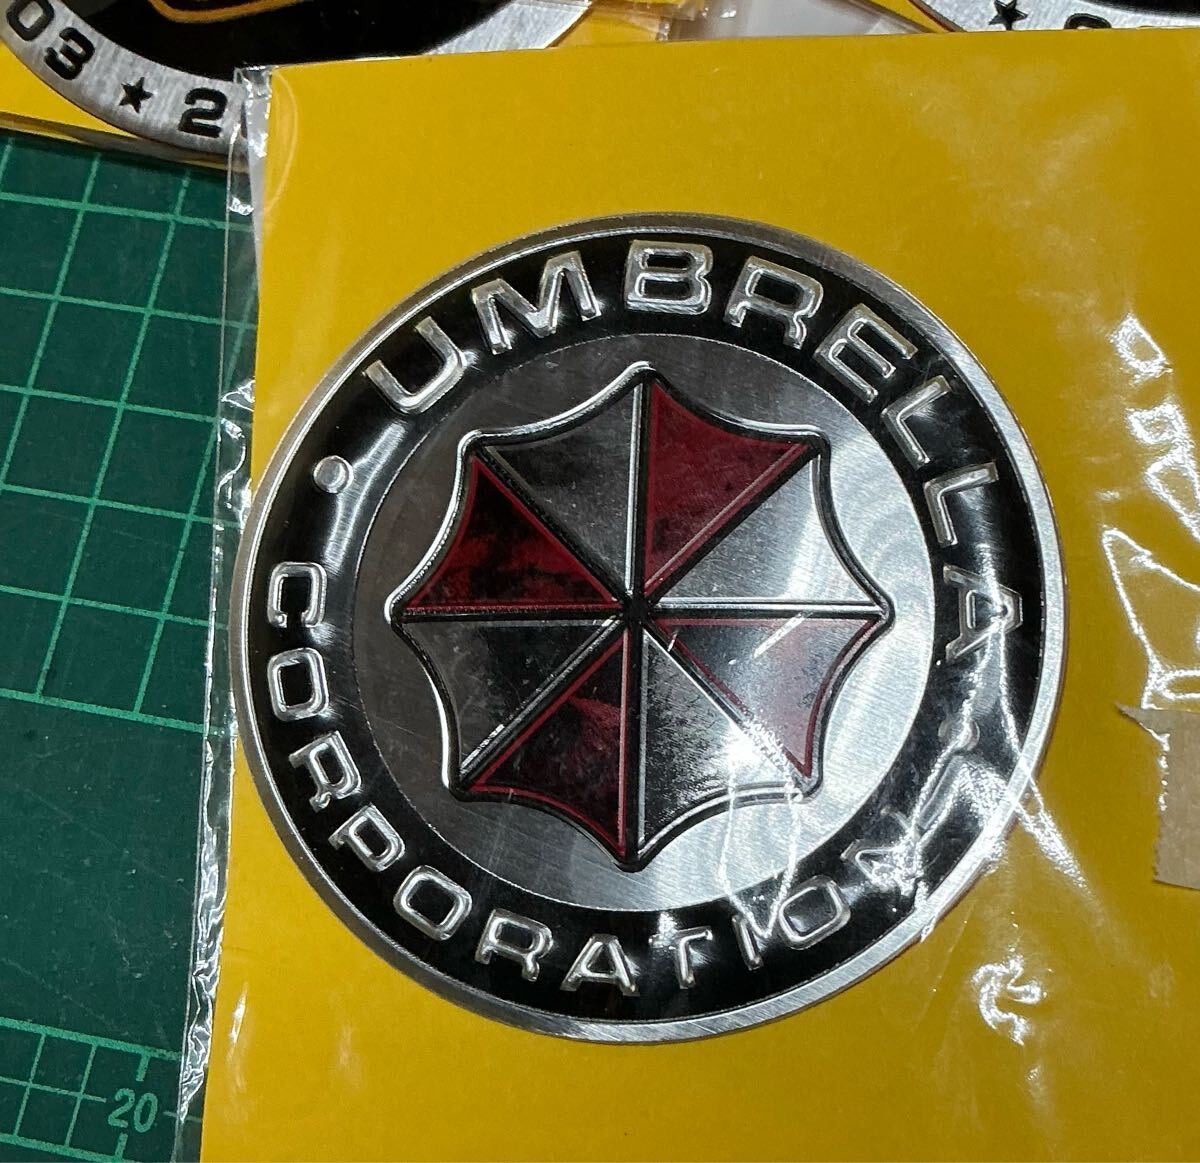 03 ★ 2
UMBRELLA
CORPORATION
20